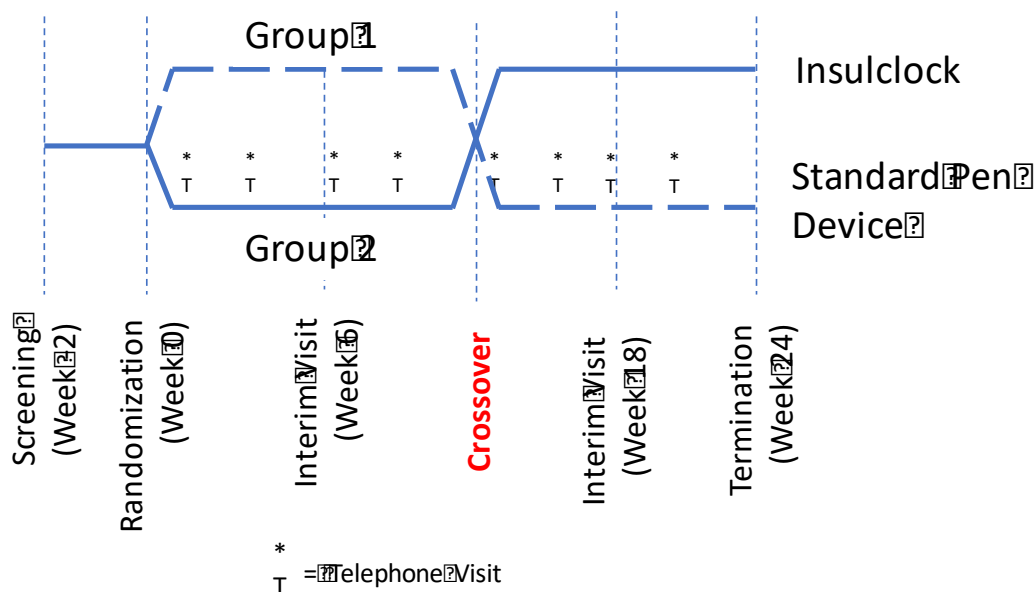 Group 1
Insulclock
* * * * * * * *
T T T T T T T T
Standard Pen
Device
Group 2
Screening
(Week -2)
Randomization
(Week 0)
Interim Visit
(Week 6)
Crossover
Interim Visit
(Week 18)
Termination
(Week 24)
*
T = Telephone Visit